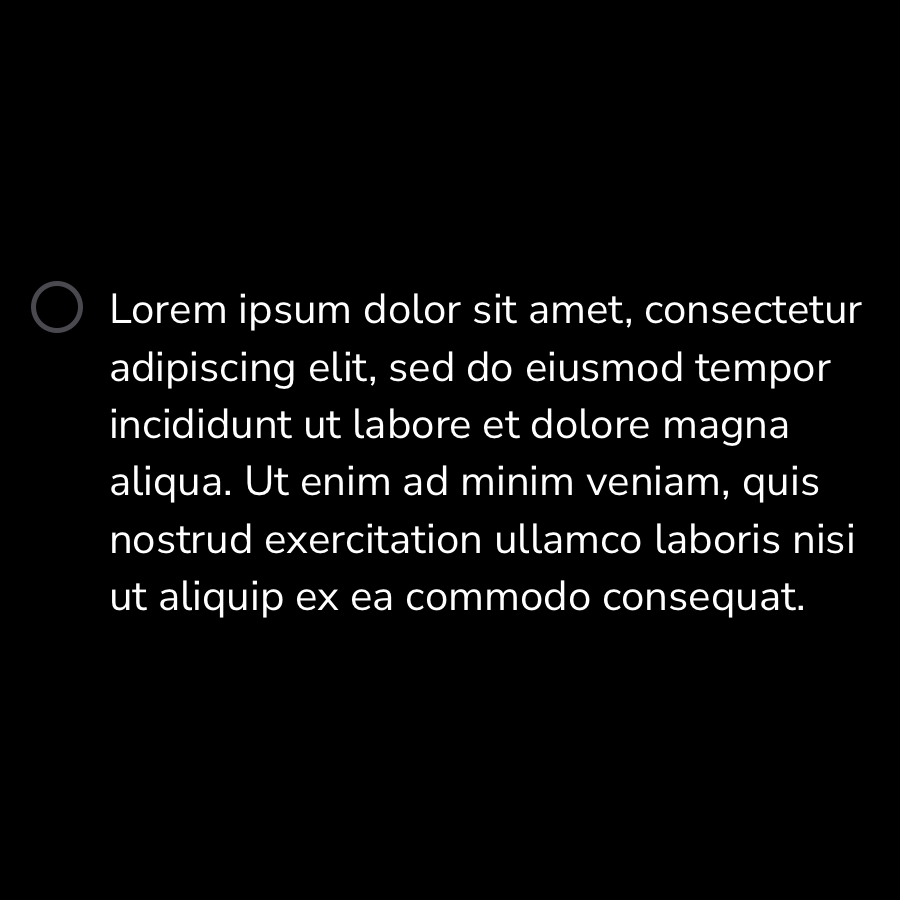 Lorem ipsum dolor sit amet, consectetur
adipiscing elit, sed do eiusmod tempor
incididunt ut labore et dolore magna
aliqua. Ut enim ad minim veniam, quis
nostrud exercitation ullamco laboris nisi
ut aliquip ex ea commodo consequat.